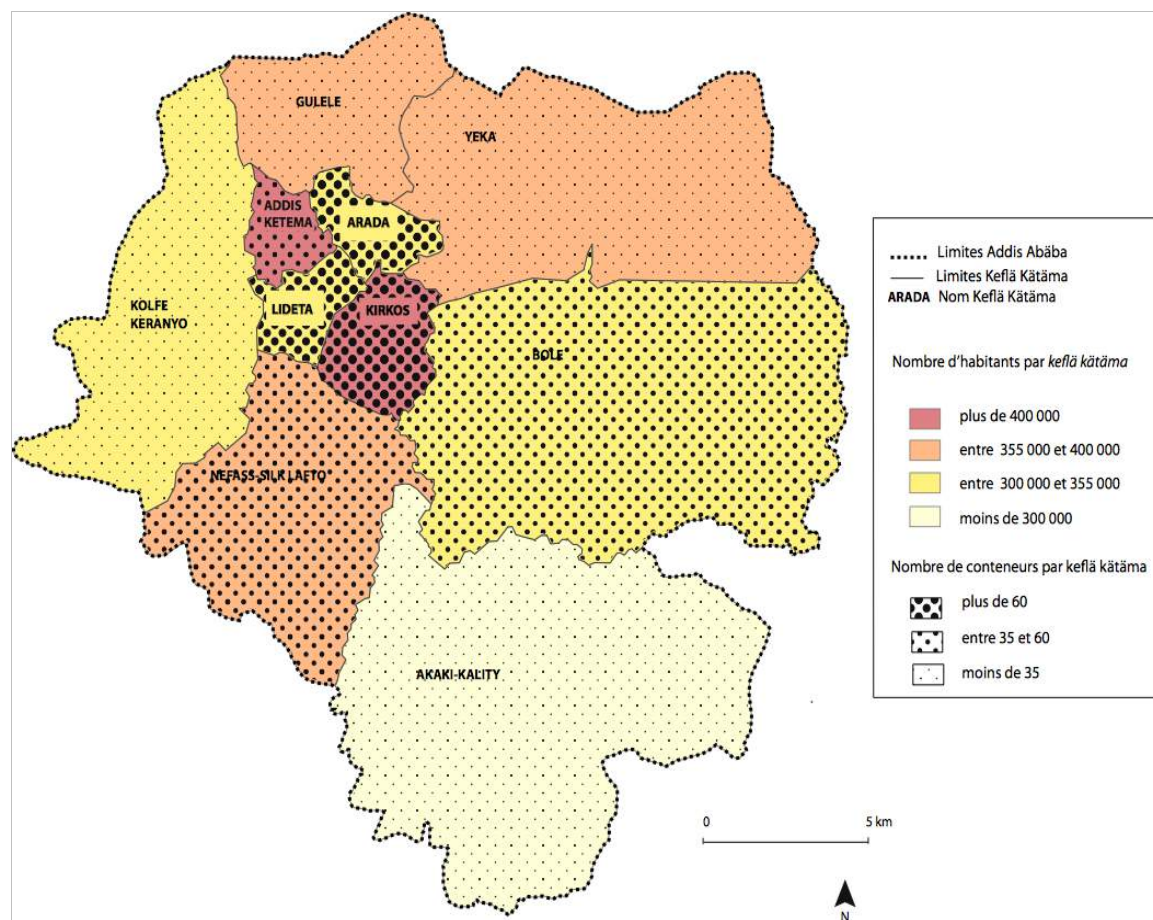 GULELE
YEKA
ADDIS
KETEMA
ARADA
KOLFE
KERANYO
LIDETA
KIRKOS
BOLE
NEFASS-SILK LAFTO
AKAKI-KALITY
Limites Addis Abäba
Limites Keflä Kätäma
ARADA Nom Keflä Kätäma
Nombre d'habitants par keflä kätäma
plus de 400 000
entre 355 000 et 400 000
entre 300 000 et 355 000
moins de 300 000
Nombre de conteneurs par keflä kätäma
plus de 60
entre 35 et 60
moins de 35
0 5 km
N